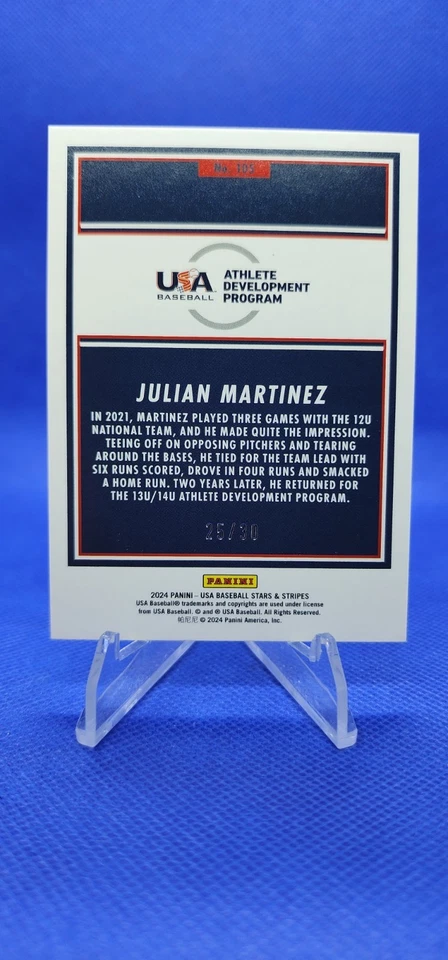 No. 105
USA
BASEBALL
ATHLETE
DEVELOPMENT
PROGRAM
JULIAN MARTINEZ
IN 2021, MARTINEZ PLAYED THREE GAMES WITH THE 12U
NATIONAL TEAM, AND HE MADE QUITE THE IMPRESSION.
TEEING OFF ON OPPOSING PITCHERS AND TEARING
AROUND THE BASES, HE TIED FOR THE TEAM LEAD WITH
SIX RUNS SCORED, DROVE IN FOUR RUNS AND SMACKED
A HOME RUN. TWO YEARS LATER, HE RETURNED FOR
THE 13U/14U ATHLETE DEVELOPMENT PROGRAM.
25/30
PANINI
2024 PANINI – USA BASEBALL STARS & STRIPES
USA Baseball® trademarks and copyrights are used under license
from USA Baseball. © and ® USA Baseball. All Rights Reserved.
帕尼尼 © 2024 Panini America, Inc.